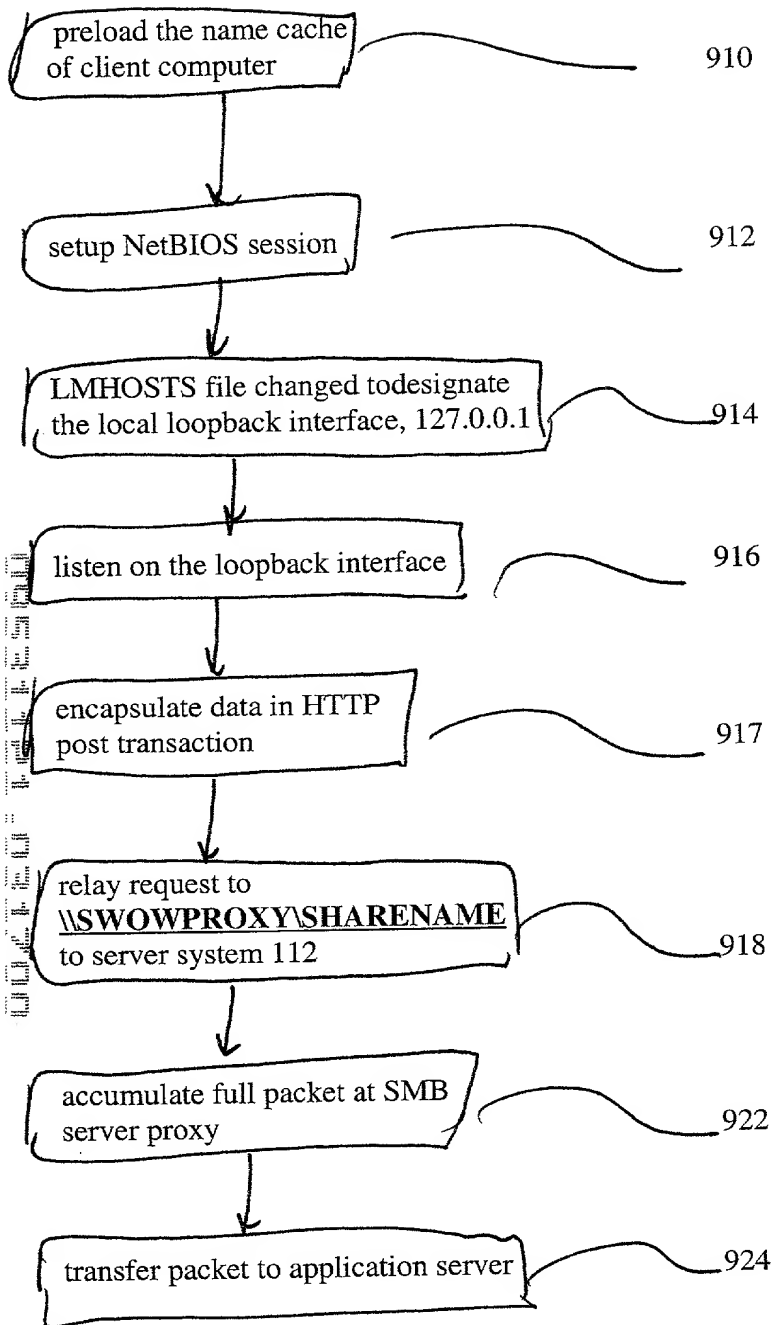 preload the name cache
of client computer
910
setup NetBIOS session
912
LMHOSTS file changed todesignate
the local loopback interface, 127.0.0.1
914
listen on the loopback interface
916
encapsulate data in HTTP
post transaction
917
relay request to
\\SWOWPROXY\SHARENAME
to server system 112
918
accumulate full packet at SMB
server proxy
922
transfer packet to application server
924